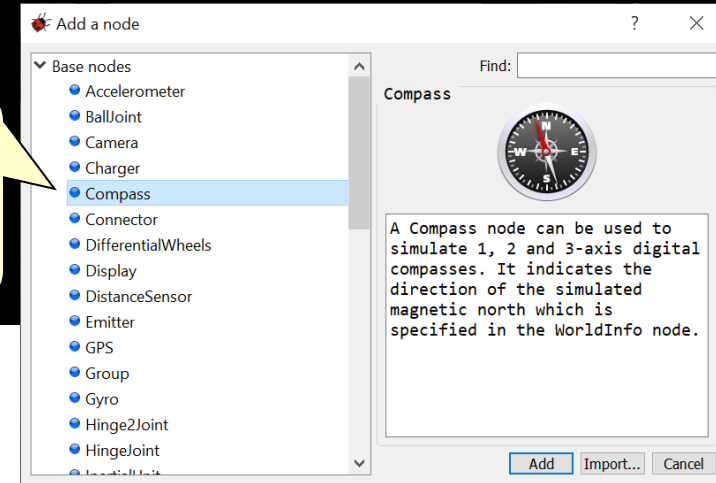 Add a node
?
Base nodes
Accelerometer
BallJoint
Camera
Charger
Compass
Connector
DifferentialWheels
Display
DistanceSensor
Emitter
GPS
Group
Gyro
Hinge2Joint
HingeJoint
Find:
Compass
N
W E
S
A Compass node can be used to
simulate 1, 2 and 3-axis digital
compasses. It indicates the
direction of the simulated
magnetic north which is
specified in the WorldInfo node.
Add Import... Cancel